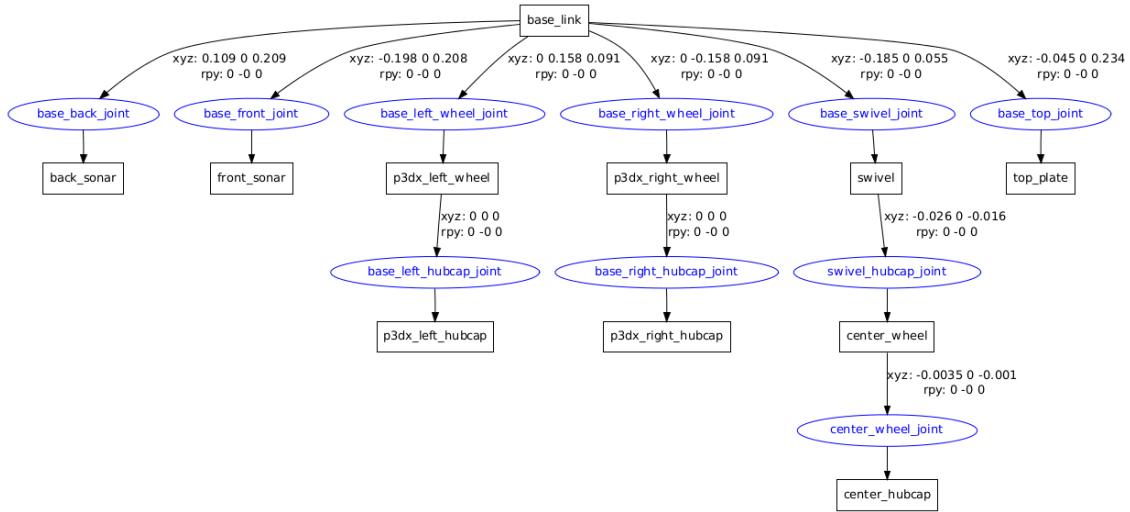 base_link
xyz: 0.109 0 0.209
rpy: 0 -0 0
xyz: -0.198 0 0.208
rpy: 0 -0 0
xyz: 0 0.158 0.091
rpy: 0 -0 0
xyz: 0 -0.158 0.091
rpy: 0 -0 0
xyz: -0.185 0 0.055
rpy: 0 -0 0
xyz: -0.045 0 0.234
rpy: 0 -0 0
base_back_joint
base_front_joint
base_left_wheel_joint
base_right_wheel_joint
base_swivel_joint
base_top_joint
back_sonar
front_sonar
p3dx_left_wheel
p3dx_right_wheel
swivel
top_plate
xyz: 0 0 0
rpy: 0 -0 0
xyz: 0 0 0
rpy: 0 -0 0
xyz: -0.026 0 -0.016
rpy: 0 -0 0
base_left_hubcap_joint
base_right_hubcap_joint
swivel_hubcap_joint
p3dx_left_hubcap
p3dx_right_hubcap
center_wheel
xyz: -0.0035 0 -0.001
rpy: 0 -0 0
center_wheel_joint
center_hubcap